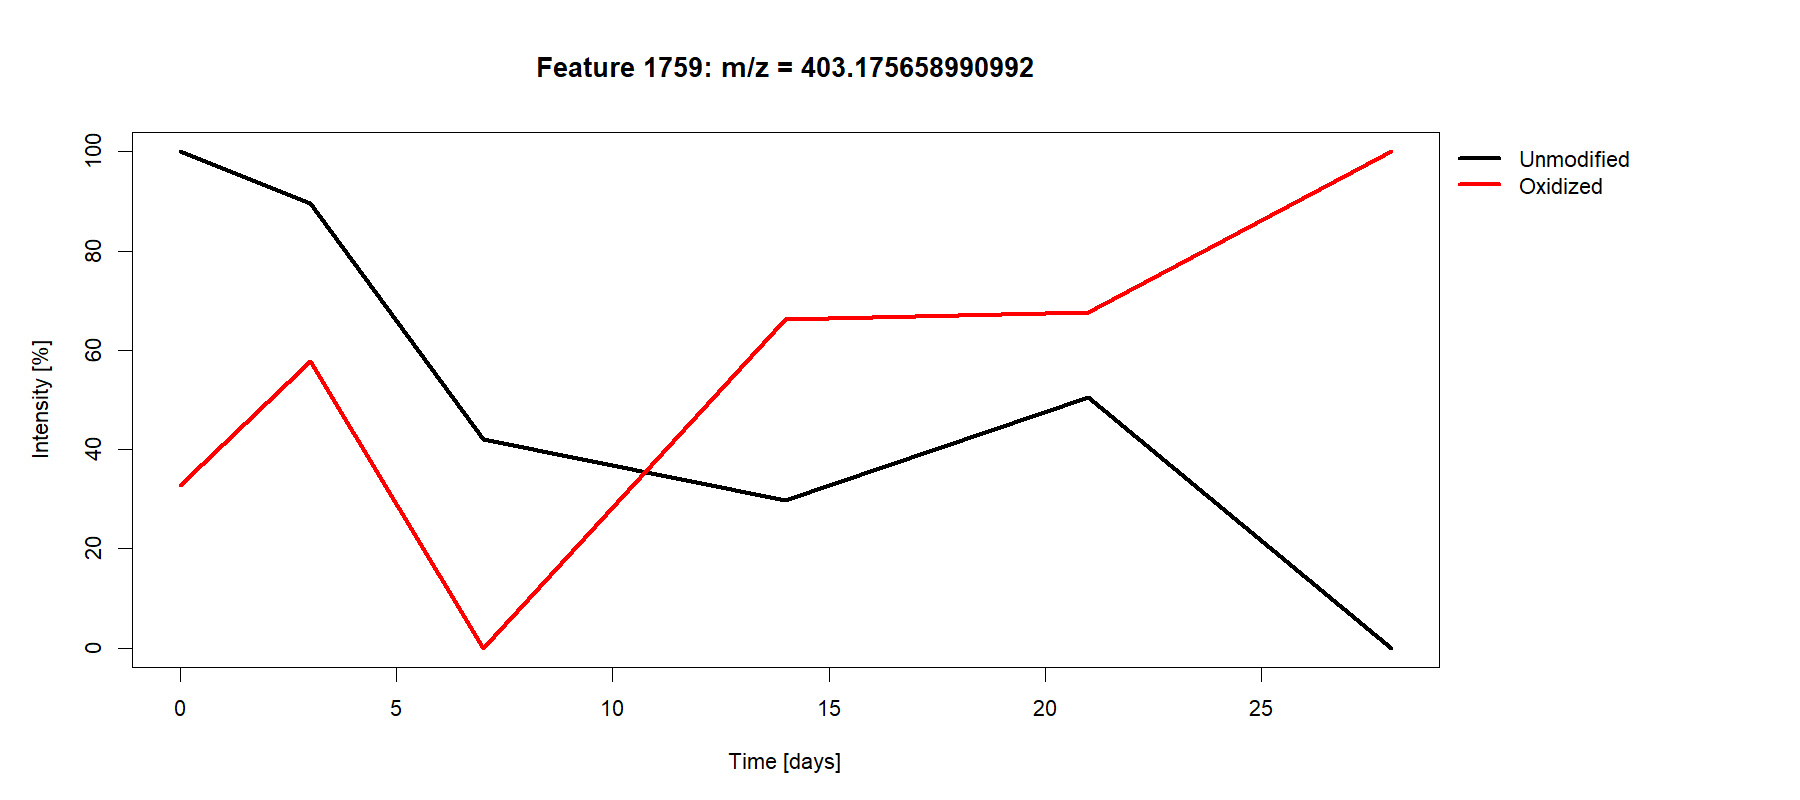 Feature 1759: m/z = 403.175658990992
Unmodified
Oxidized
Intensity [%]
100
80
60
40
20
0
0 5 10 15 20 25
Time [days]